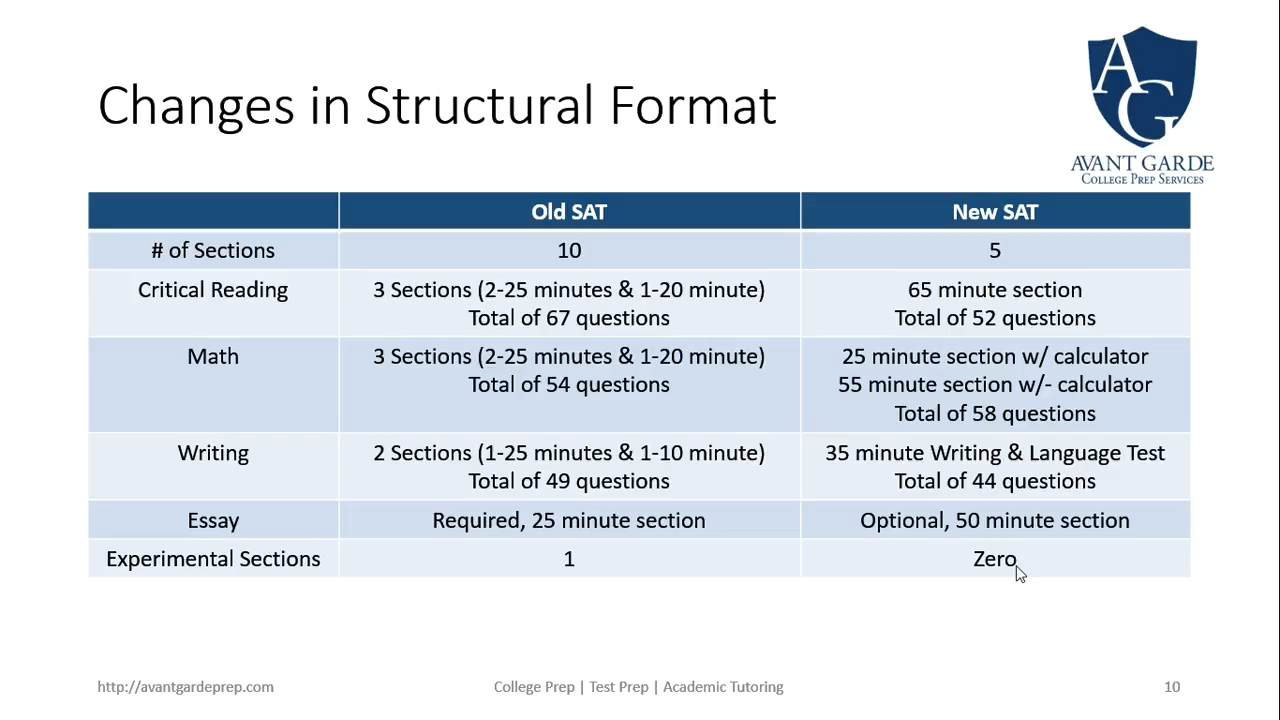 Changes in Structural Format
AG
AVANT GARDE
COLLEGE PREP SERVICES
Old SAT New SAT
# of Sections 10 5
Critical Reading 3 Sections (2-25 minutes & 1-20 minute) 65 minute section
Total of 67 questions Total of 52 questions
Math 3 Sections (2-25 minutes & 1-20 minute) 25 minute section w/ calculator
Total of 54 questions 55 minute section w/- calculator
Total of 58 questions
Writing 2 Sections (1-25 minutes & 1-10 minute) 35 minute Writing & Language Test
Total of 49 questions Total of 44 questions
Essay Required, 25 minute section Optional, 50 minute section
Experimental Sections 1 Zero
http://avantgardeprep.com College Prep | Test Prep | Academic Tutoring 10